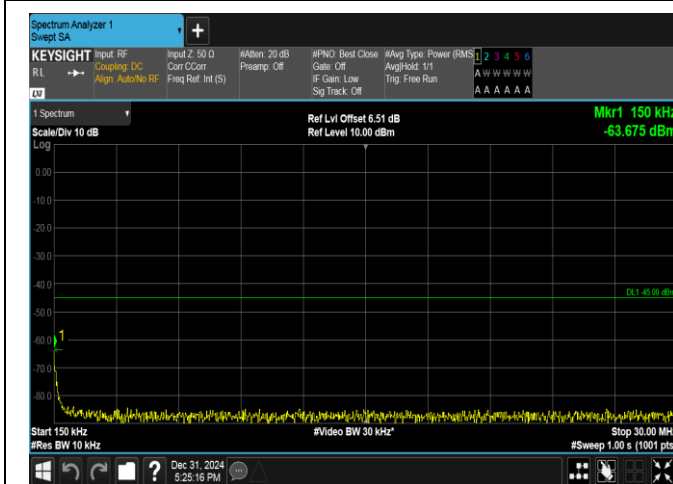 Spectrum Analyzer 1
Swept SA
+
KEYSIGHT Input: RF Input Z: 50 Ω #Atten: 20 dB #PNO: Best Close #Avg Type: Power (RMS 1 2 3 4 5 6
RL Coupling: DC Corr CCorr Preamp: Off Gate: Off Avg|Hold: 1/1 A W W W W W
Align: Auto/No RF Freq Ref: Int (S) IF Gain: Low Trig: Free Run
Sig Track: Off A A A A A A
LXI
1 Spectrum Ref Lvl Offset 6.51 dB Mkr1 150 kHz
Scale/Div 10 dB Ref Level 10.00 dBm -63.675 dBm
Log
0.00
-10.0
-20.0
-30.0
-40.0
DL1 -45.00 dBm
-50.0
-60.0 1
-70.0
-80.0
Start 150 kHz #Video BW 30 kHz* Stop 30.00 MH
#Res BW 10 kHz #Sweep 1.00 s (1001 pts
? Dec 31, 2024
5:25:16 PM